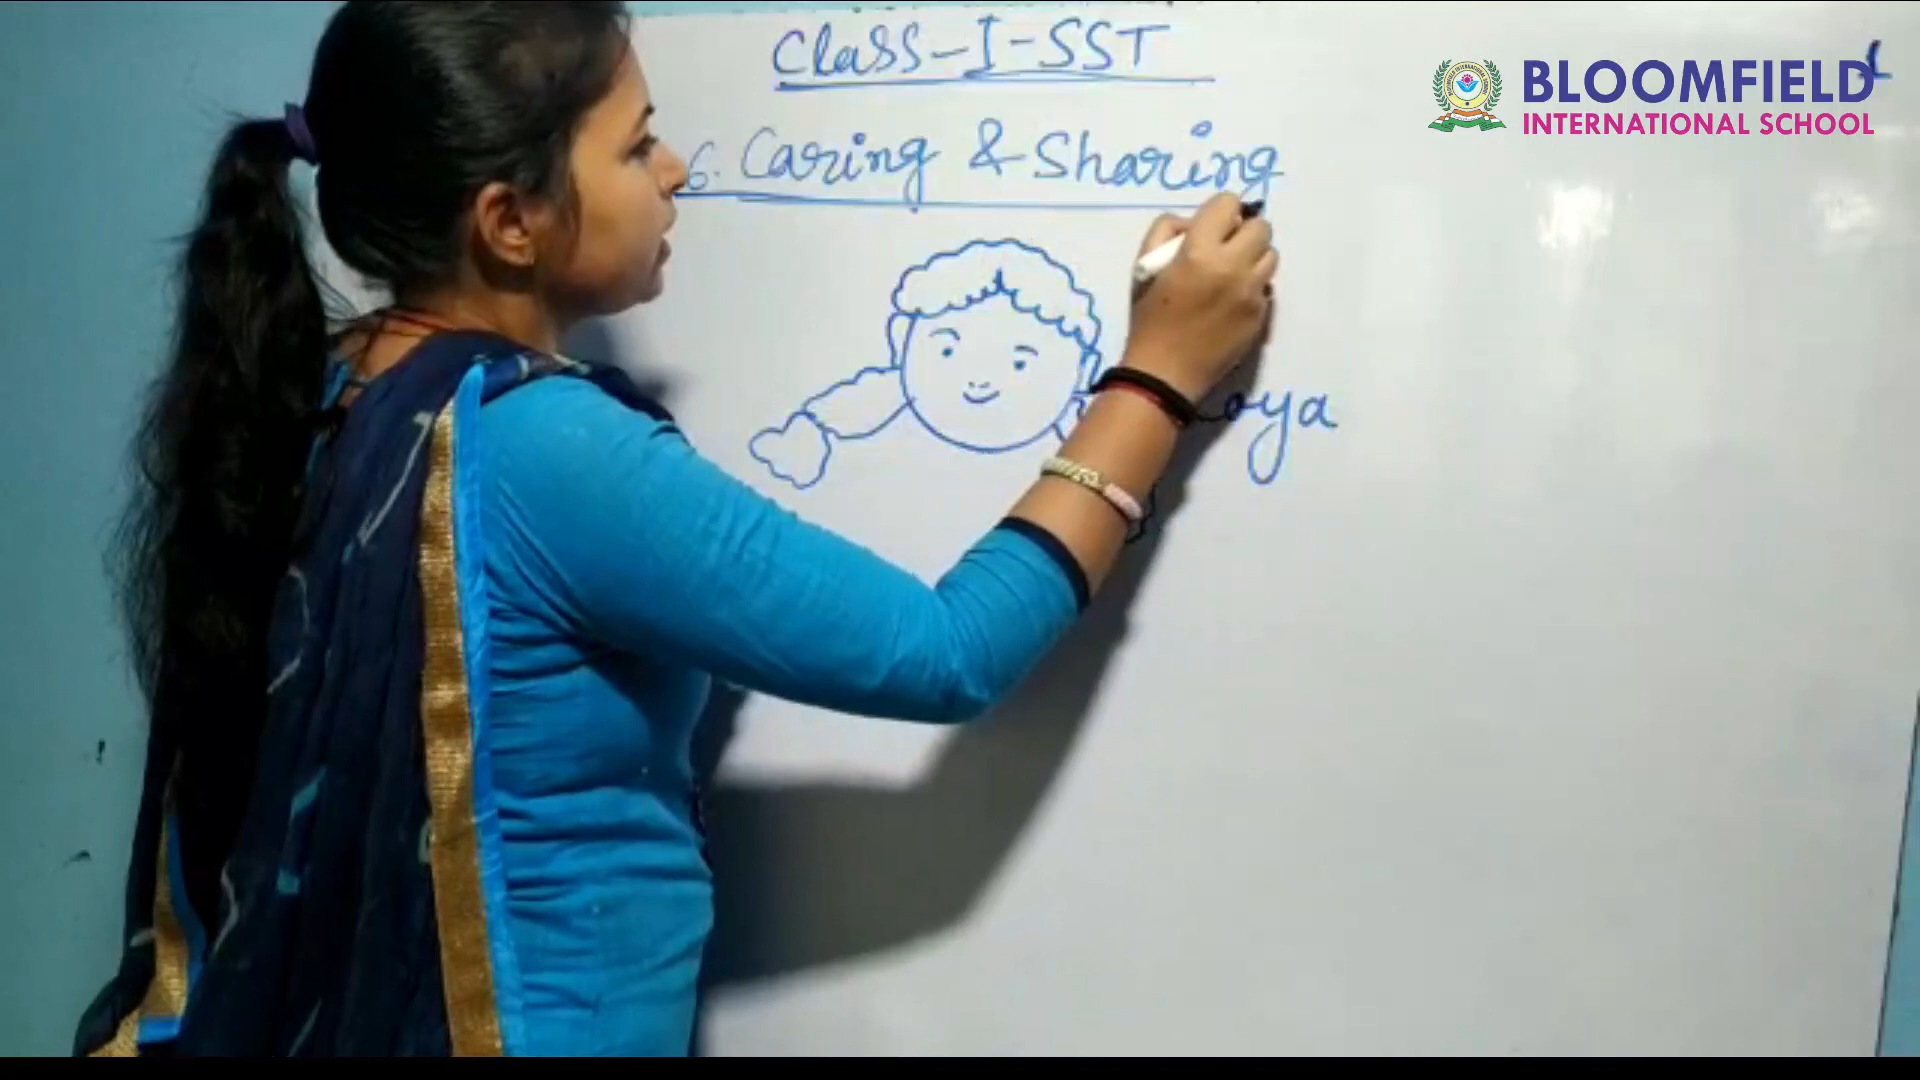 Class-I-SST
BLOOMFIELD
INTERNATIONAL SCHOOL
6. Caring & Sharing